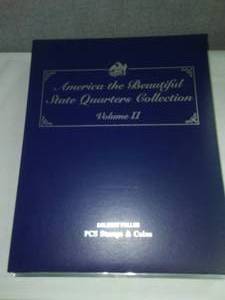 America the Beautiful
State Quarters Collection
Volume II
PCS Stamps & Coins